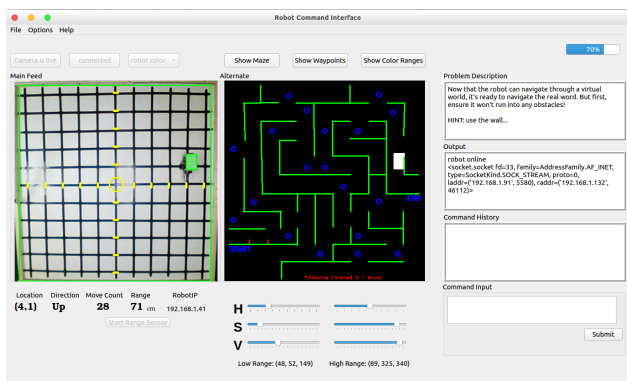 Robot Command Interface
File Options Help
70%
Camera is live
connected
robot color
Show Maze
Show Waypoints
Show Color Ranges
Main Feed
Alternate
Problem Description
Now that the robot can navigate through a virtual
world, it's ready to navigate the real word. But first,
ensure it won't run into any obstacles!
HINT: use the wall...
Output
robot online
<socket.socket fd=33, family=AddressFamily.AF_INET,
type=SocketKind.SOCK_STREAM, proto=0,
laddr=('192.168.1.91', 5580), raddr=('192.168.1.132',
46112)>
END
START
Command History
Command Input
Submit
Location Direction Move Count Range RobotIP
(4,1) Up 28 71 cm 192.168.1.41
Start Range Sensor
H
S
V
Low Range: (48, 52, 149) High Range: (89, 325, 340)